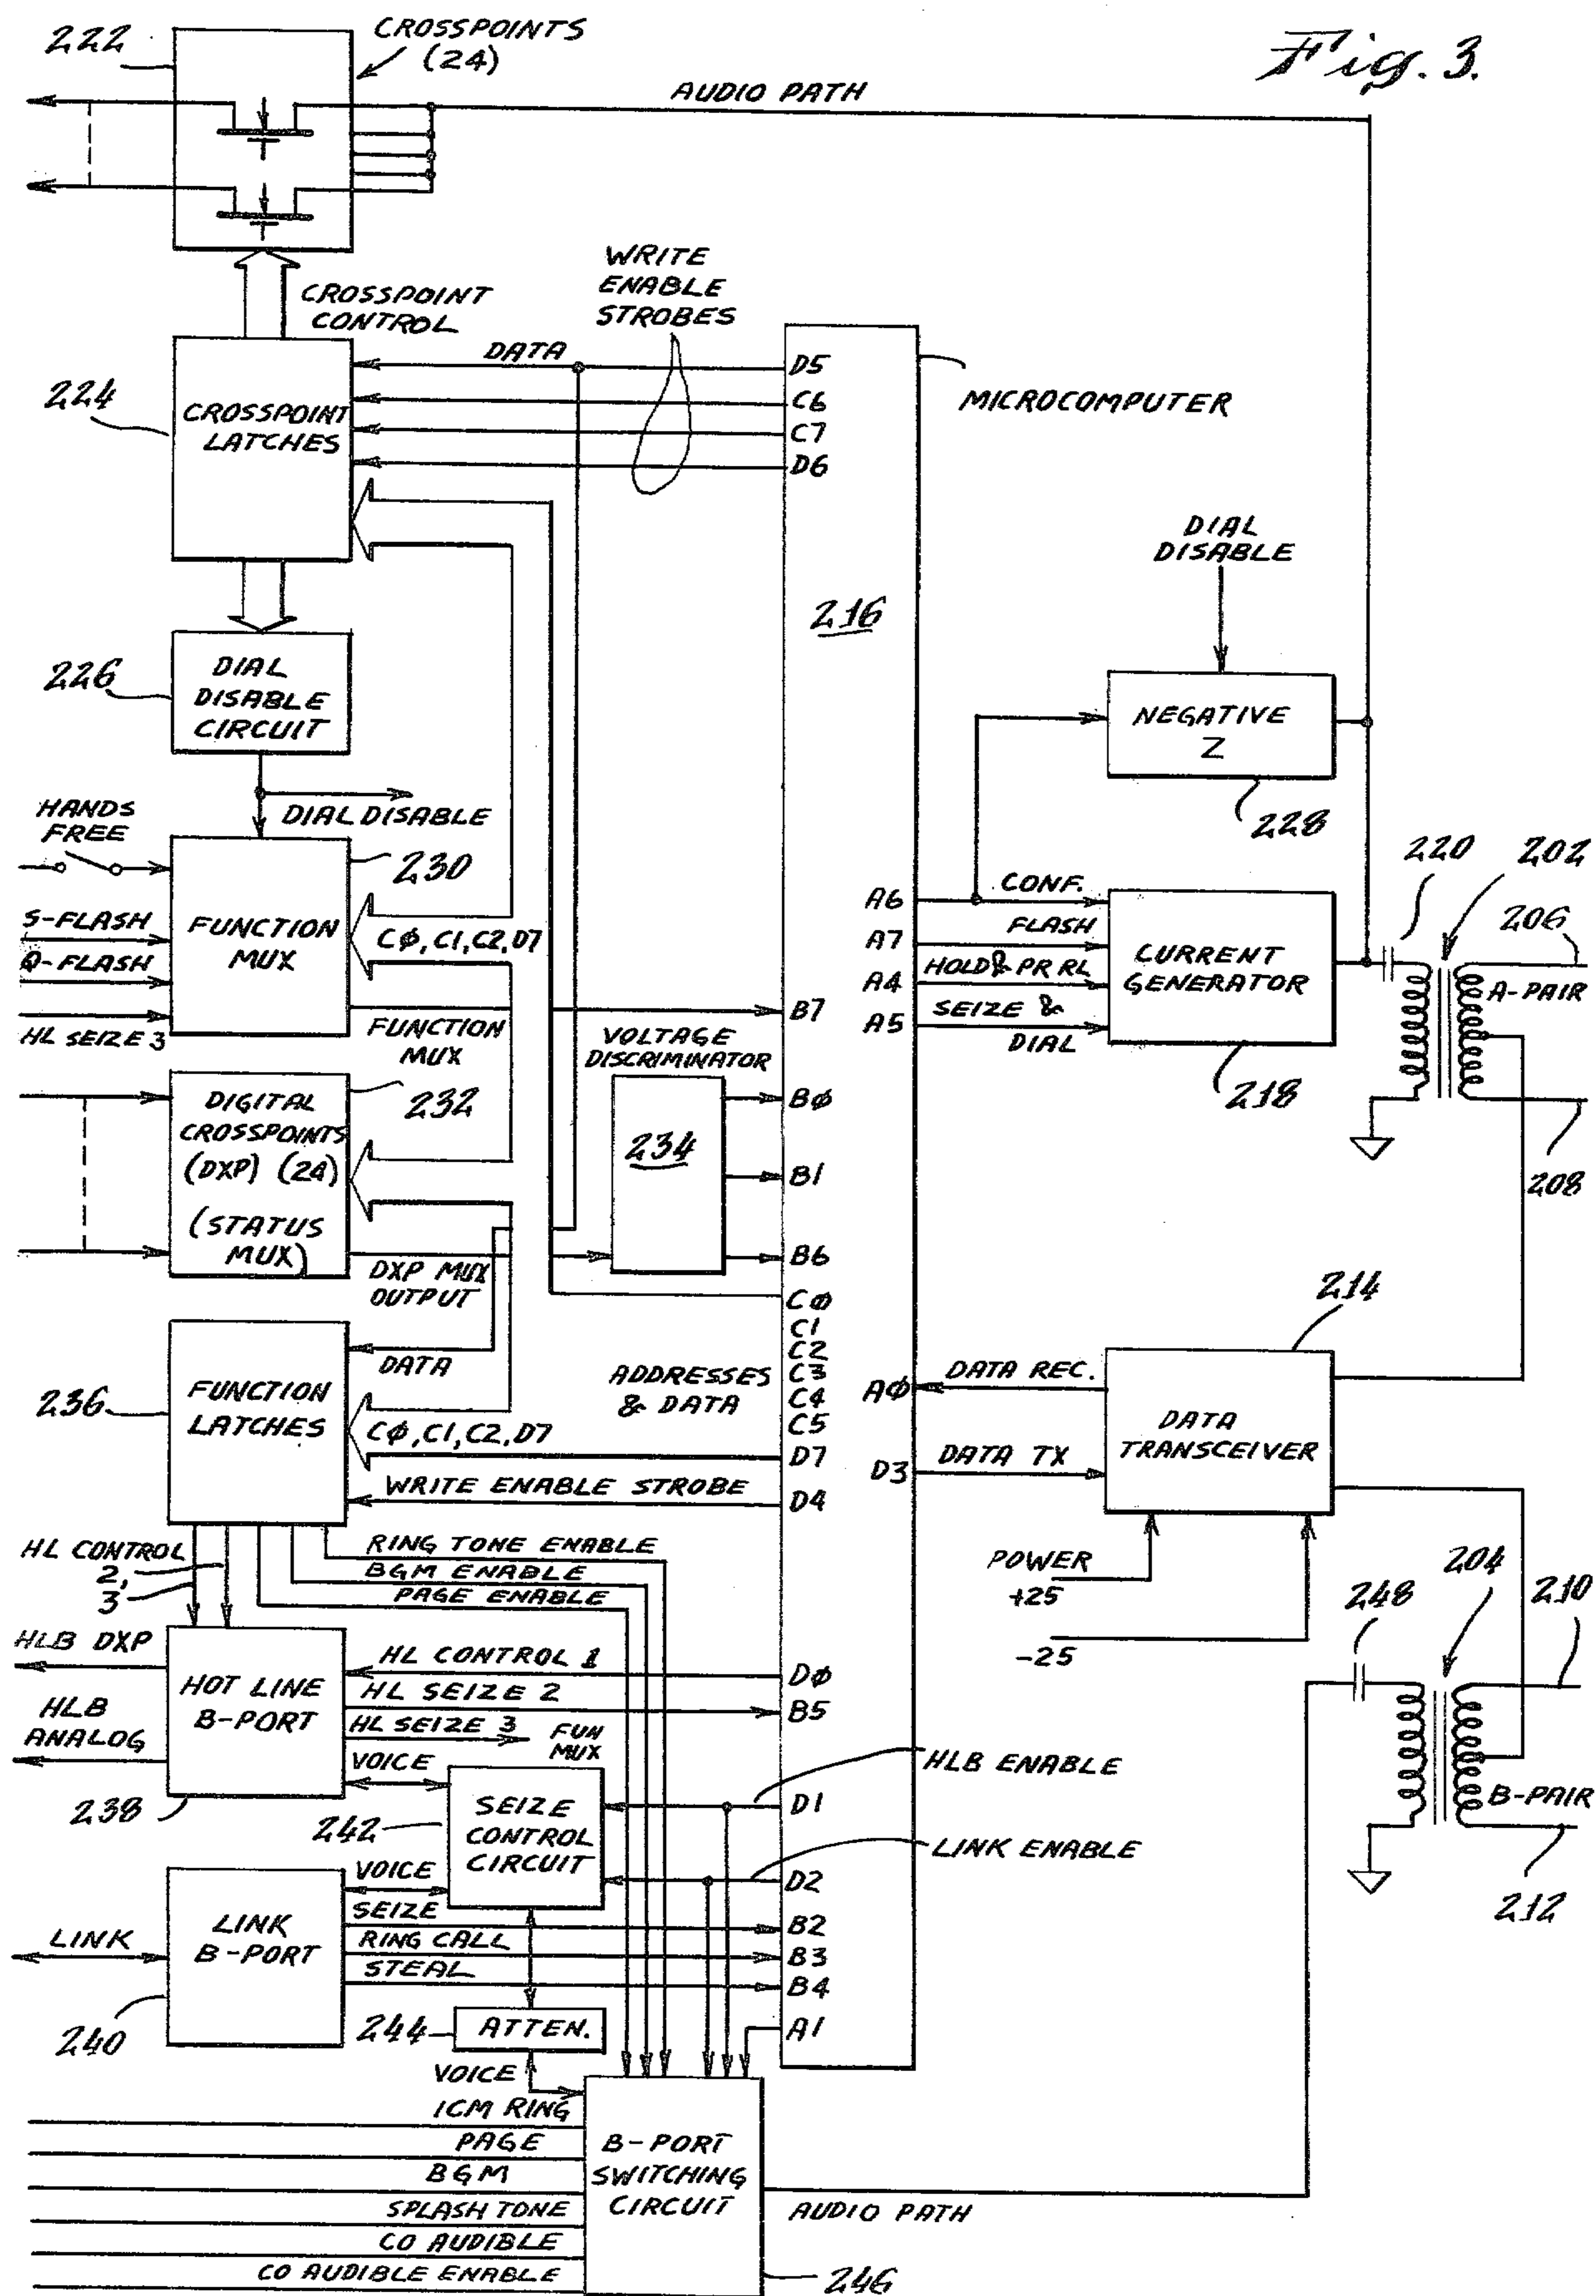 Fig. 3.
222
CROSSPOINTS
(24)
AUDIO PATH
CROSSPOINT
CONTROL
WRITE
ENABLE
STROBES
224
CROSSPOINT
LATCHES
DATA
D5
C6
C7
D6
MICROCOMPUTER
216
DIAL
DISABLE
226
DIAL
DISABLE
CIRCUIT
NEGATIVE
Z
228
DIAL DISABLE
HANDS
FREE
230
S-FLASH
Q-FLASH
HL SEIZE 3
FUNCTION
MUX
CØ, C1, C2, D7
FUNCTION
MUX
B7
A6
CONF.
A7
FLASH
A4
HOLD & PR RL
A5
SEIZE &
DIAL
CURRENT
GENERATOR
218
220
202
206
A-PAIR
208
VOLTAGE
DISCRIMINATOR
234
BØ
B1
B6
232
DIGITAL
CROSSPOINTS
(DXP) (24)
(STATUS
MUX)
DXP MUX
OUTPUT
CØ
C1
C2
C3
C4
C5
D7
D4
ADDRESSES
& DATA
DATA
236
FUNCTION
LATCHES
CØ, C1, C2, D7
WRITE ENABLE STROBE
AØ
DATA REC.
D3
DATA TX
214
DATA
TRANSCEIVER
POWER
+25
-25
HL CONTROL
2,
3
RING TONE ENABLE
BGM ENABLE
PAGE ENABLE
HLB DXP
HLB
ANALOG
HOT LINE
B-PORT
238
HL CONTROL 1
DØ
HL SEIZE 2
B5
HL SEIZE 3
FUN
MUX
VOICE
242
SEIZE
CONTROL
CIRCUIT
D1
HLB ENABLE
D2
LINK ENABLE
248
204
210
B-PAIR
212
LINK
LINK
B-PORT
240
VOICE
SEIZE
B2
RING CALL
B3
STEAL
B4
A1
244
ATTEN.
VOICE
ICM RING
PAGE
BGM
SPLASH TONE
CO AUDIBLE
CO AUDIBLE ENABLE
B-PORT
SWITCHING
CIRCUIT
AUDIO PATH
246